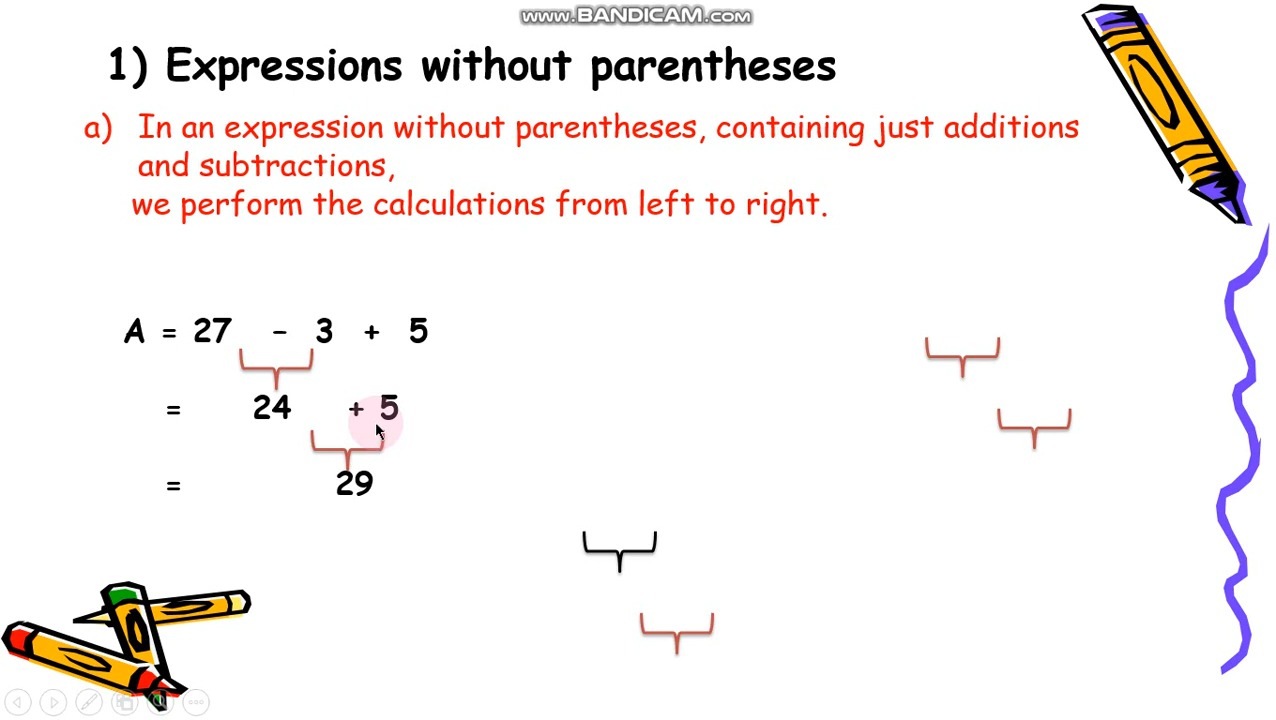 www.BANDICAM.com
1) Expressions without parentheses
a) In an expression without parentheses, containing just additions
and subtractions,
we perform the calculations from left to right.
A = 27 - 3 + 5
= 24 + 5
= 29